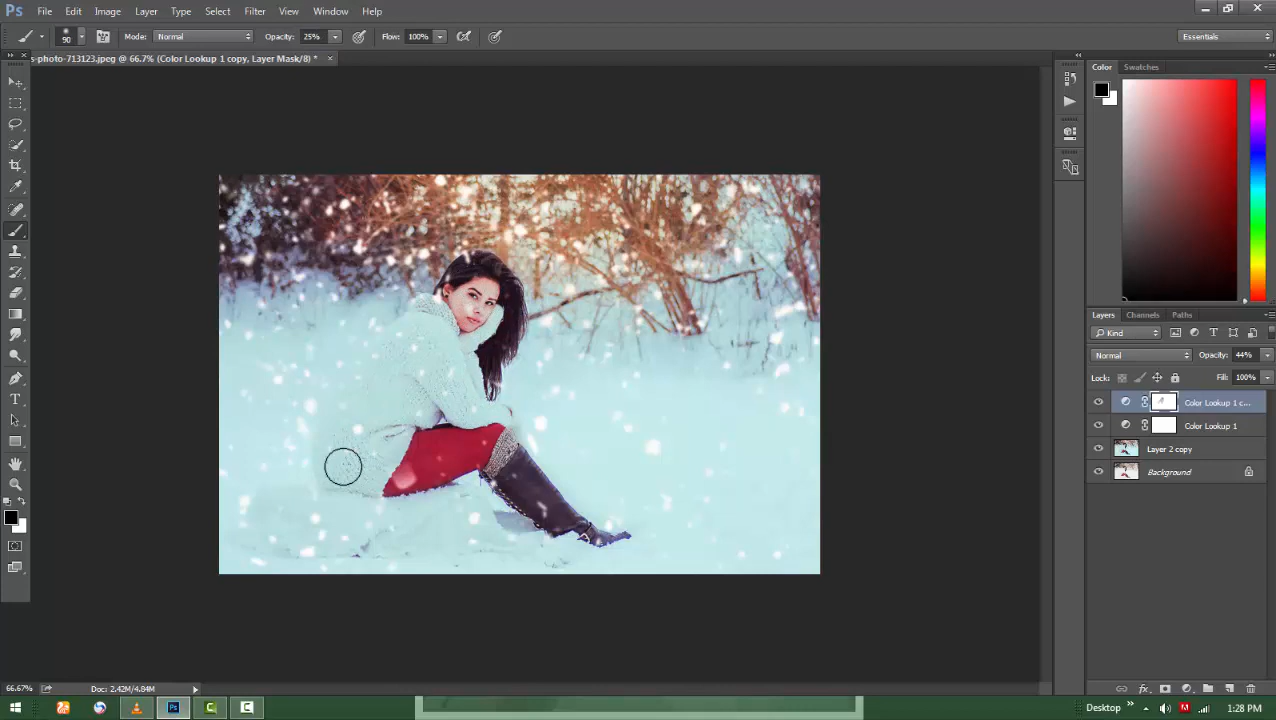 Ps File Edit Image Layer Type Select Filter View Window Help
90 Mode: Normal Opacity: 25% Flow: 100% Essentials
s-photo-713123.jpeg @ 66.7% (Color Lookup 1 copy, Layer Mask/8) * ×
Color Swatches
Layers Channels Paths
Kind
Normal Opacity: 44%
Lock: Fill: 100%
Color Lookup 1 c...
Color Lookup 1
Layer 2 copy
Background
66.67% Doc: 2.42M/4.84M
Desktop 1:28 PM